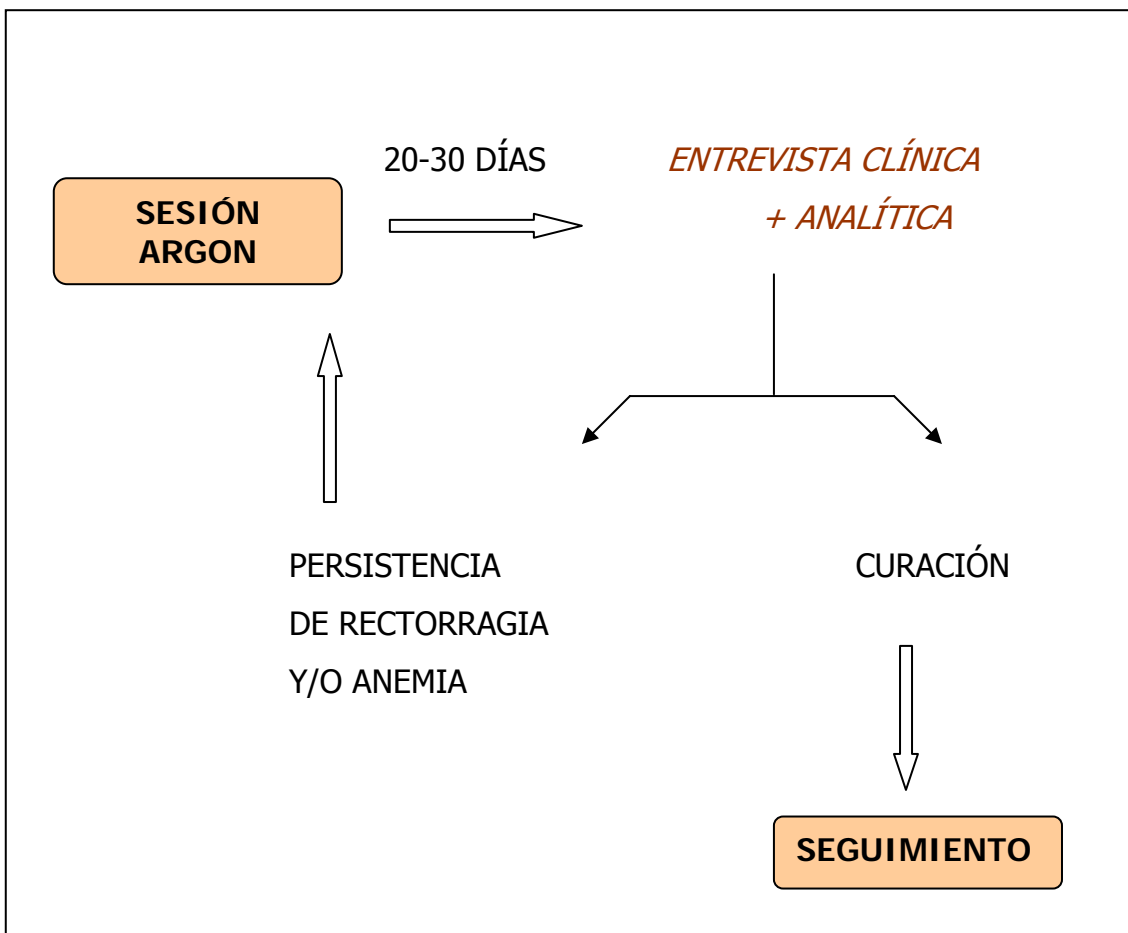 20-30 DÍAS
ENTREVISTA CLÍNICA
+ ANALÍTICA
SESIÓN
ARGON
PERSISTENCIA
DE RECTORRAGIA
Y/O ANEMIA
CURACIÓN
SEGUIMIENTO